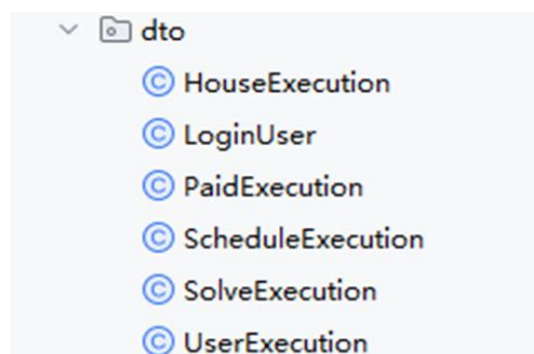 dto
HouseExecution
LoginUser
PaidExecution
ScheduleExecution
SolveExecution
UserExecution